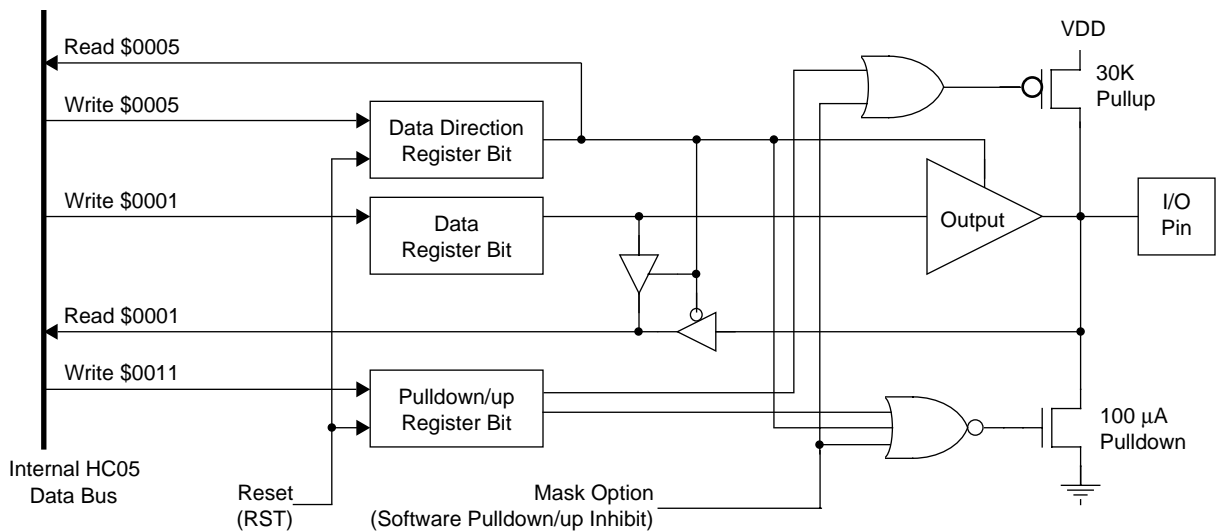 Read $0005
Write $0005
Write $0001
Read $0001
Write $0011
Data Direction
Register Bit
Data
Register Bit
Pulldown/up
Register Bit
Output
VDD
30K
Pullup
I/O
Pin
100 µA
Pulldown
Internal HC05
Data Bus
Reset
(RST)
Mask Option
(Software Pulldown/up Inhibit)